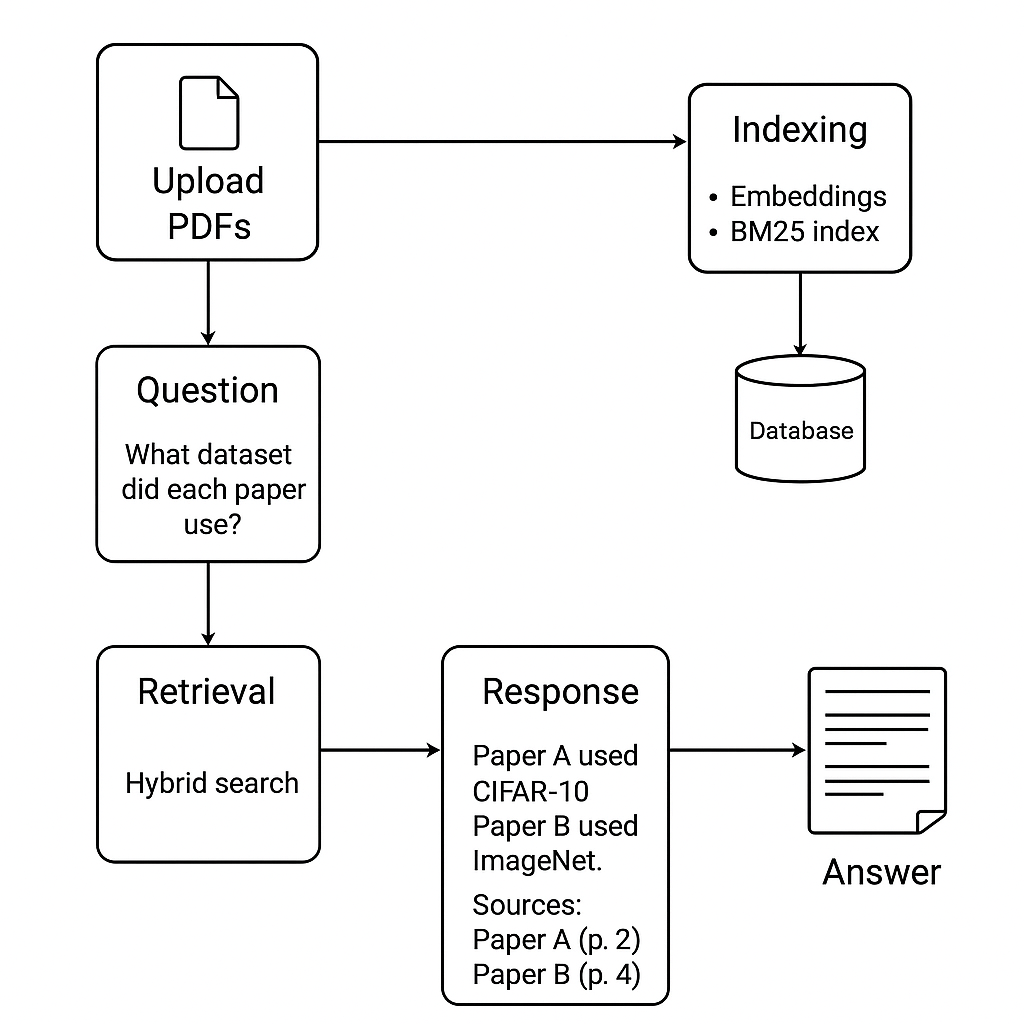 Upload
PDFs
Indexing
• Embeddings
• BM25 index
Database
Question
What dataset
did each paper
use?
Retrieval
Hybrid search
Response
Paper A used
CIFAR-10
Paper B used
ImageNet.
Sources:
Paper A (p. 2)
Paper B (p. 4)
Answer